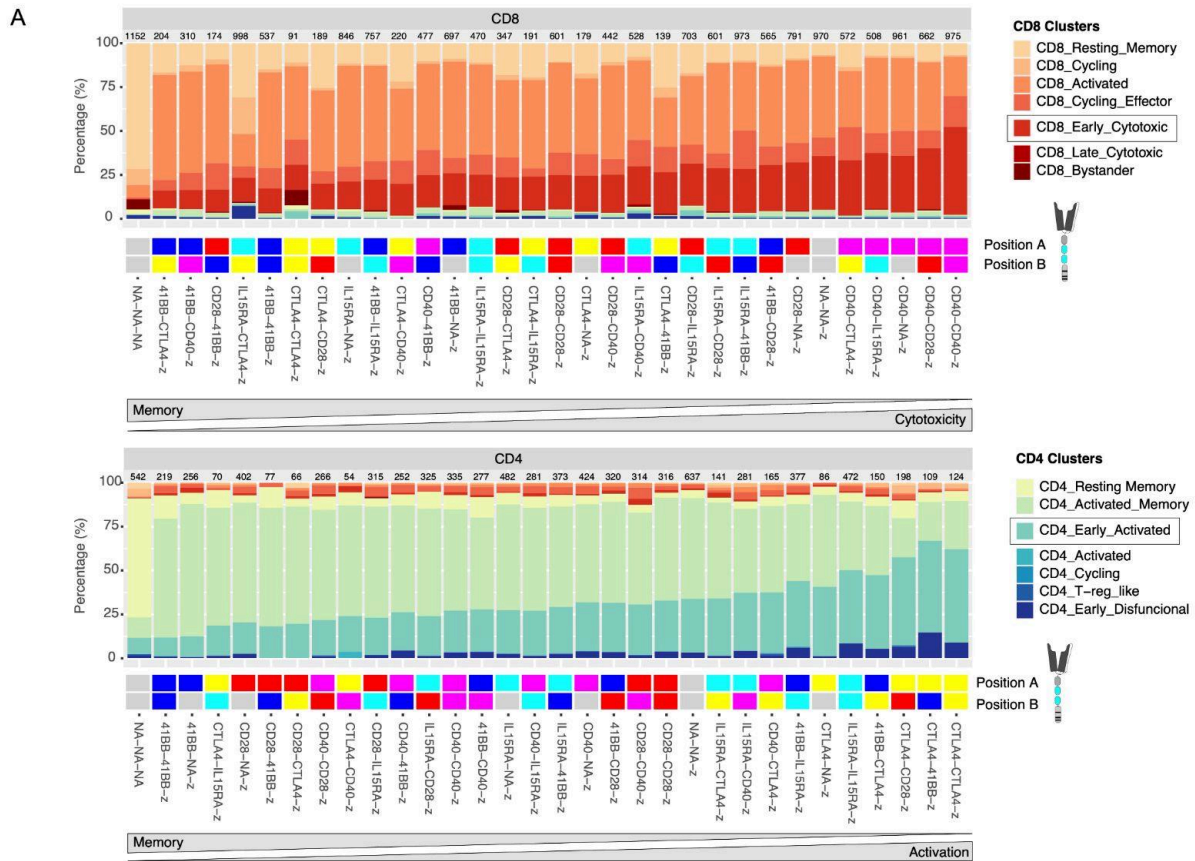 A
CD8
1152 204 310 174 998 537 91 189 846 757 220 477 697 470 347 191 601 179 442 528 139 703 601 973 565 791 970 572 508 961 662 975
Percentage (%)
100
75
50
25
0
CD8 Clusters
CD8_Resting_Memory
CD8_Cycling
CD8_Activated
CD8_Cycling_Effector
CD8_Early_Cytotoxic
CD8_Late_Cytotoxic
CD8_Bystander
Position A
Position B
NA-NA-NA
41BB-CTLA4-z
41BB-CD40-z
CD28-41BB-z
IL15RA-CTLA4-z
41BB-41BB-z
CTLA4-CTLA4-z
CTLA4-CD28-z
IL15RA-NA-z
41BB-IL15RA-z
CTLA4-CD40-z
CD40-41BB-z
41BB-NA-z
IL15RA-IL15RA-z
CD28-CTLA4-z
CTLA4-IL15RA-z
CD28-CD28-z
CTLA4-NA-z
CD28-CD40-z
IL15RA-CD40-z
CTLA4-41BB-z
CD28-IL15RA-z
IL15RA-CD28-z
IL15RA-41BB-z
41BB-CD28-z
CD28-NA-z
NA-NA-z
CD40-CTLA4-z
CD40-IL15RA-z
CD40-NA-z
CD40-CD28-z
CD40-CD40-z
Memory
Cytotoxicity
CD4
542 219 256 70 402 77 66 266 54 315 252 325 335 277 482 281 373 424 320 314 316 637 141 281 165 377 86 472 150 198 109 124
Percentage (%)
100
75
50
25
0
CD4 Clusters
CD4_Resting Memory
CD4_Activated_Memory
CD4_Early_Activated
CD4_Activated
CD4_Cycling
CD4_T-reg_like
CD4_Early_Disfuncional
Position A
Position B
NA-NA-NA
41BB-41BB-z
41BB-NA-z
CTLA4-IL15RA-z
CD28-NA-z
CD28-41BB-z
CD28-CTLA4-z
CD40-CD28-z
CTLA4-CD40-z
CD28-IL15RA-z
CD40-41BB-z
IL15RA-CD28-z
CD40-CD40-z
41BB-CD40-z
IL15RA-NA-z
CD40-IL15RA-z
IL15RA-41BB-z
CD40-NA-z
41BB-CD28-z
CD28-CD40-z
CD28-CD28-z
NA-NA-z
IL15RA-CTLA4-z
IL15RA-CD40-z
CD40-CTLA4-z
41BB-IL15RA-z
CTLA4-NA-z
IL15RA-IL15RA-z
41BB-CTLA4-z
CTLA4-CD28-z
CTLA4-41BB-z
CTLA4-CTLA4-z
Memory
Activation